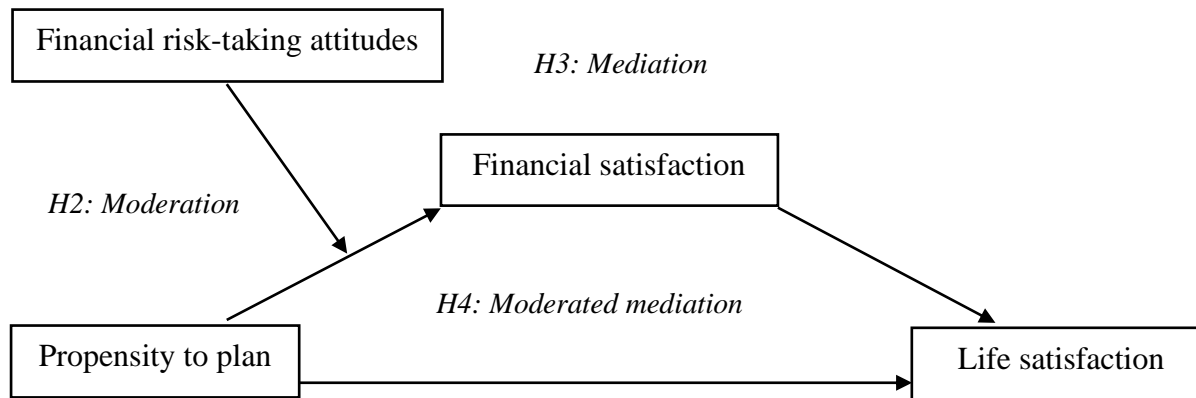 Financial risk-taking attitudes
H3: Mediation
Financial satisfaction
H2: Moderation
H4: Moderated mediation
Propensity to plan
Life satisfaction